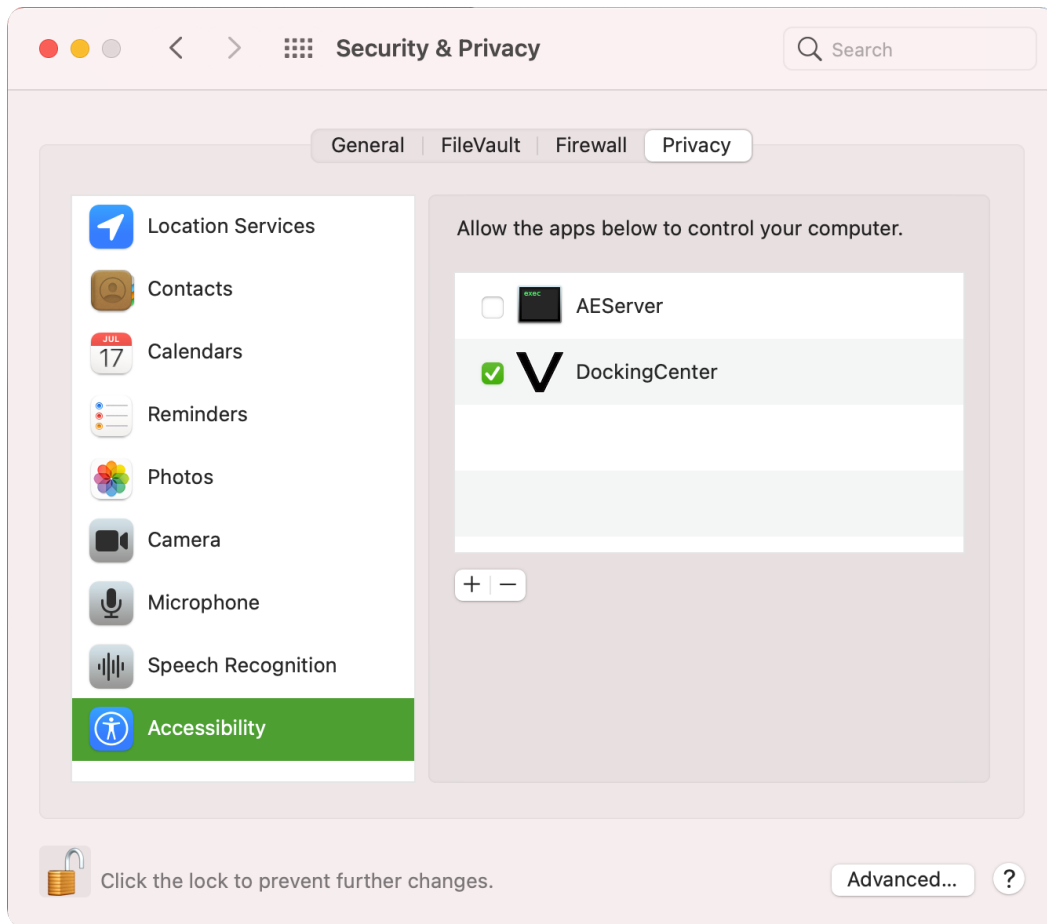 Security & Privacy
Search
General
FileVault
Firewall
Privacy
Location Services
Contacts
JUL
17
Calendars
Reminders
Photos
Camera
Microphone
Speech Recognition
Accessibility
Allow the apps below to control your computer.
exec
AEServer
DockingCenter
+
−
Click the lock to prevent further changes.
Advanced...
?